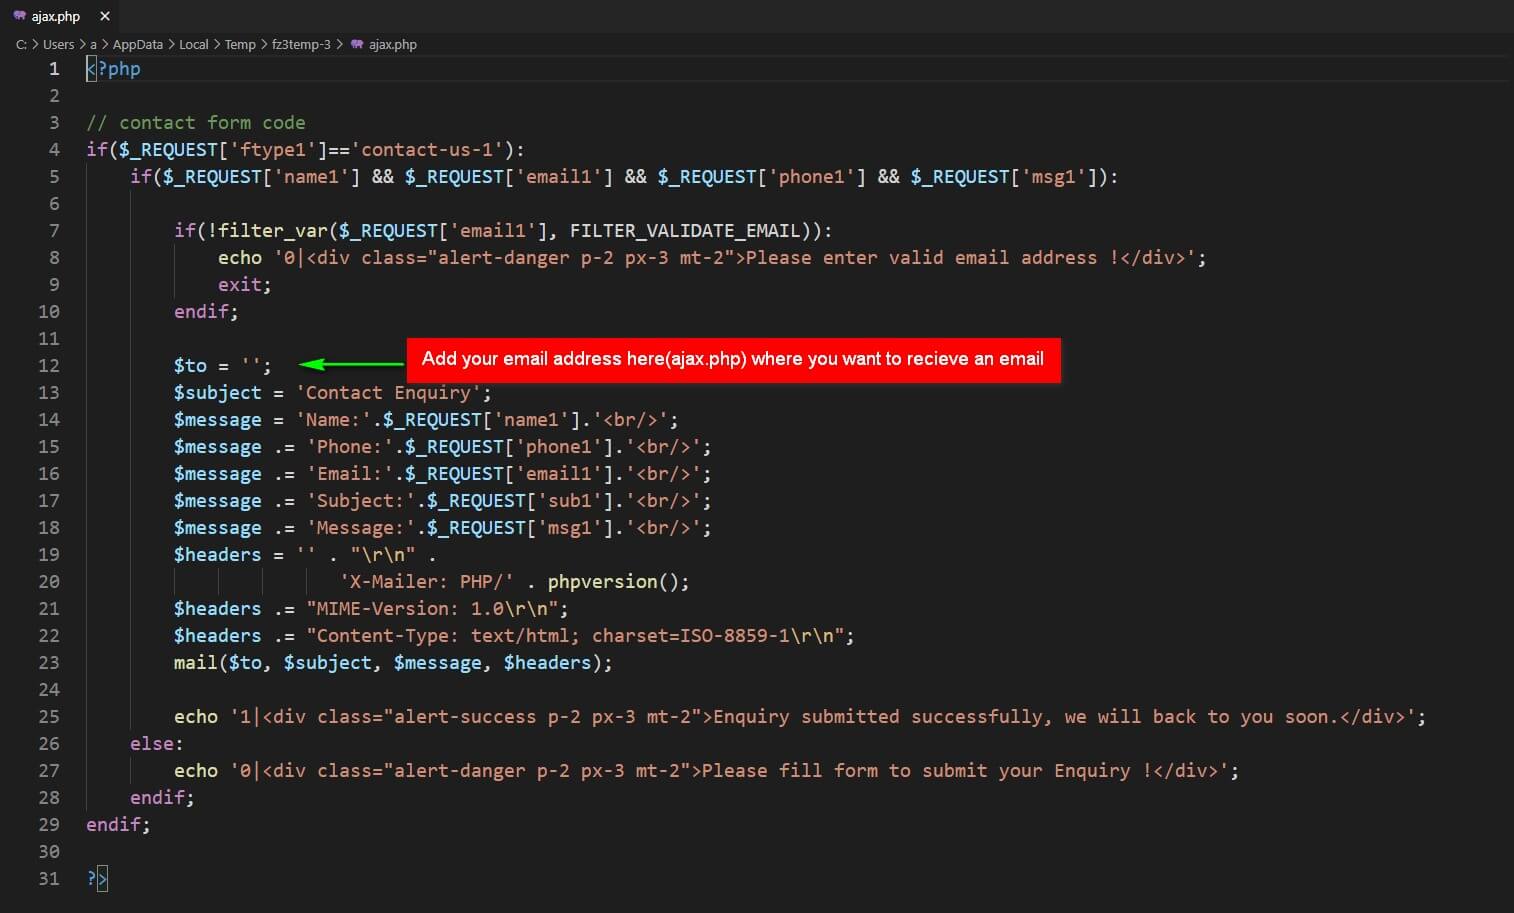 ajax.php
C: > Users > a > AppData > Local > Temp > fz3temp-3 > ajax.php
1 <?php
2
3 // contact form code
4 if($_REQUEST['ftype1']=='contact-us-1'):
5 if($_REQUEST['name1'] && $_REQUEST['email1'] && $_REQUEST['phone1'] && $_REQUEST['msg1']):
6
7 if(!filter_var($_REQUEST['email1'], FILTER_VALIDATE_EMAIL)):
8 echo '0|<div class="alert-danger p-2 px-3 mt-2">Please enter valid email address !</div>';
9 exit;
10 endif;
11
12 $to = ''; Add your email address here(ajax.php) where you want to recieve an email
13 $subject = 'Contact Enquiry';
14 $message = 'Name:'.$_REQUEST['name1'].'<br/>';
15 $message .= 'Phone:'.$_REQUEST['phone1'].'<br/>';
16 $message .= 'Email:'.$_REQUEST['email1'].'<br/>';
17 $message .= 'Subject:'.$_REQUEST['sub1'].'<br/>';
18 $message .= 'Message:'.$_REQUEST['msg1'].'<br/>';
19 $headers = '' . "\r\n" .
20 'X-Mailer: PHP/' . phpversion();
21 $headers .= "MIME-Version: 1.0\r\n";
22 $headers .= "Content-Type: text/html; charset=ISO-8859-1\r\n";
23 mail($to, $subject, $message, $headers);
24
25 echo '1|<div class="alert-success p-2 px-3 mt-2">Enquiry submitted successfully, we will back to you soon.</div>';
26 else:
27 echo '0|<div class="alert-danger p-2 px-3 mt-2">Please fill form to submit your Enquiry !</div>';
28 endif;
29 endif;
30
31 ?>